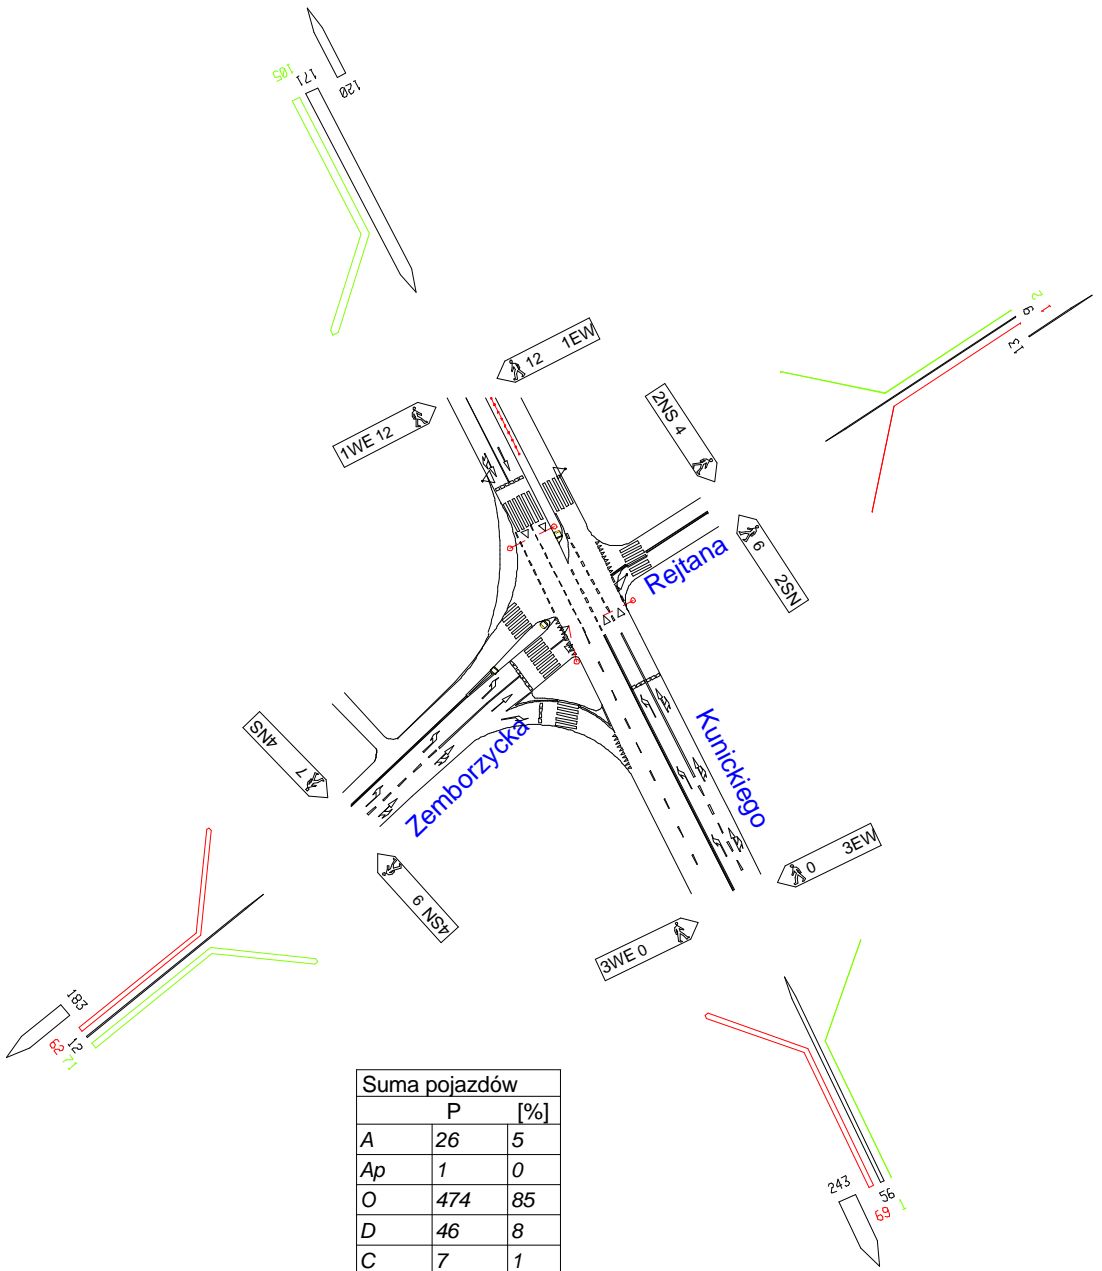 105
171
120
12 1EW
1WE 12
2NS 4
2
9
1
13
6 2SN
Rejtana
Kunickiego
Zemborzycka
4NS 7
4SN 9
0 3EW
3WE 0
183
62
12
71
243
69
56
1
Suma pojazdów
P [%]
A 26 5
Ap 1 0
O 474 85
D 46 8
C 7 1